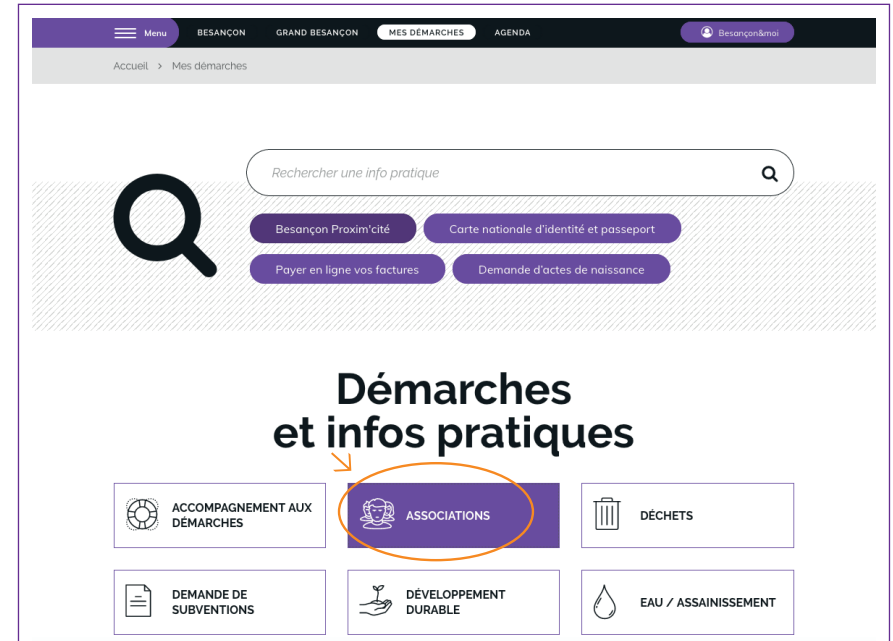 Menu BESANÇON GRAND BESANÇON MES DÉMARCHES AGENDA Besançon&moi
Accueil > Mes démarches
Rechercher une info pratique
Besançon Proxim'cité Carte nationale d'identité et passeport
Payer en ligne vos factures Demande d'actes de naissance
Démarches
et infos pratiques
ACCOMPAGNEMENT AUX
DÉMARCHES
ASSOCIATIONS
DÉCHETS
DEMANDE DE
SUBVENTIONS
DÉVELOPPEMENT
DURABLE
EAU / ASSAINISSEMENT